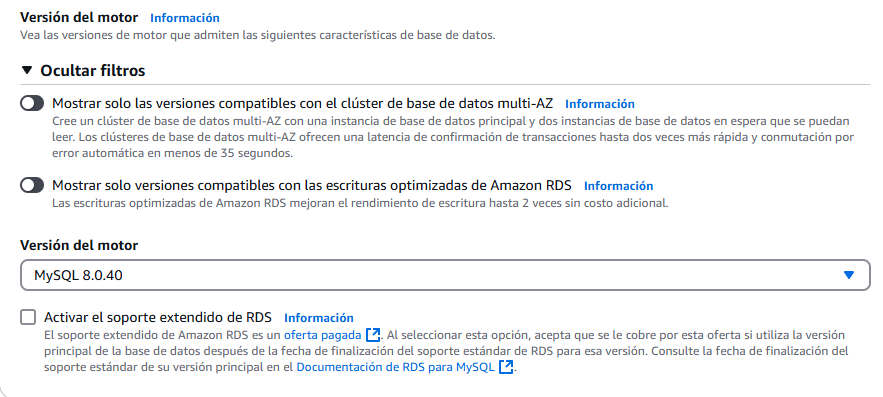 Versión del motor Información
Vea las versiones de motor que admiten las siguientes características de base de datos.
Ocultar filtros
Mostrar solo las versiones compatibles con el clúster de base de datos multi-AZ Información
Cree un clúster de base de datos multi-AZ con una instancia de base de datos principal y dos instancias de base de datos en espera que se puedan
leer. Los clústeres de base de datos multi-AZ ofrecen una latencia de confirmación de transacciones hasta dos veces más rápida y conmutación por
error automática en menos de 35 segundos.
Mostrar solo versiones compatibles con las escrituras optimizadas de Amazon RDS Información
Las escrituras optimizadas de Amazon RDS mejoran el rendimiento de escritura hasta 2 veces sin costo adicional.
Versión del motor
MySQL 8.0.40
Activar el soporte extendido de RDS Información
El soporte extendido de Amazon RDS es un oferta pagada. Al seleccionar esta opción, acepta que se le cobre por esta oferta si utiliza la versión
principal de la base de datos después de la fecha de finalización del soporte estándar de RDS para esa versión. Consulte la fecha de finalización del
soporte estándar de su versión principal en el Documentación de RDS para MySQL.